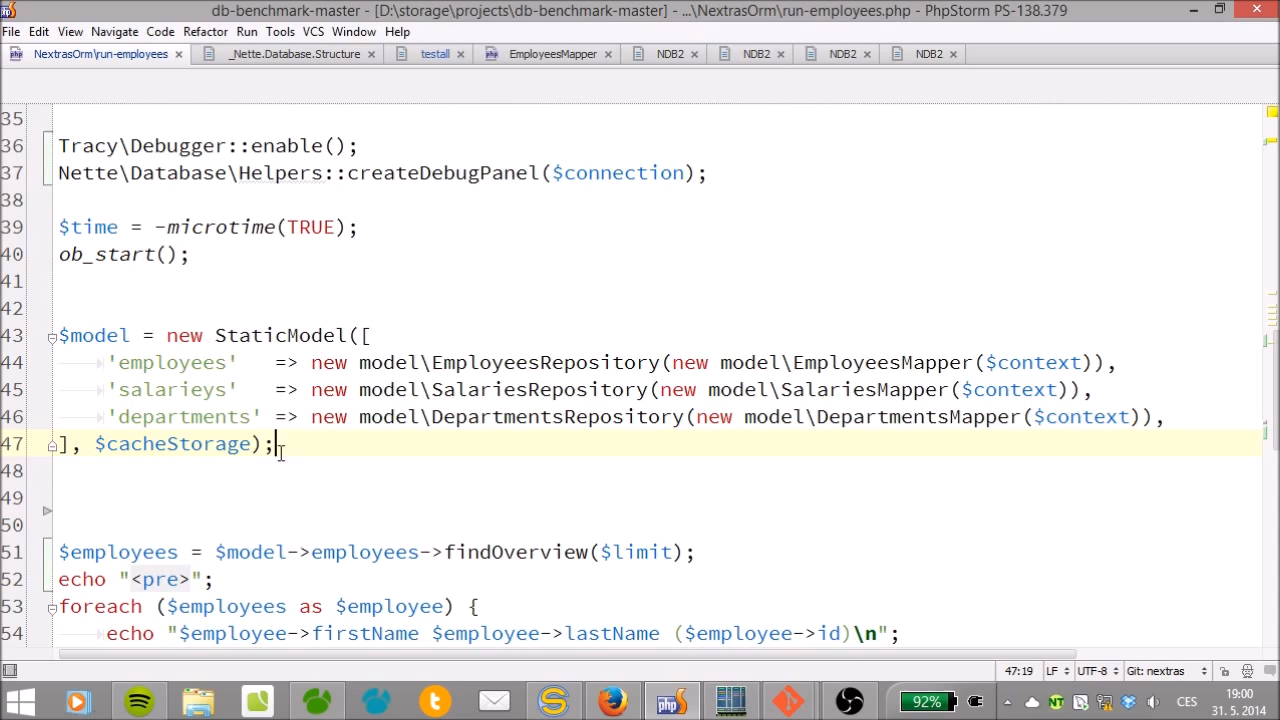 db-benchmark-master - [D:\storage\projects\db-benchmark-master] - ...\NextrasOrm\run-employees.php - PhpStorm PS-138.379
File Edit View Navigate Code Refactor Run Tools VCS Window Help
NextrasOrm\run-employees _Nette.Database.Structure testall EmployeesMapper NDB2 NDB2 NDB2 NDB2
35
36 Tracy\Debugger::enable();
37 Nette\Database\Helpers::createDebugPanel($connection);
38
39 $time = -microtime(TRUE);
40 ob_start();
41
42
43 $model = new StaticModel([
44 'employees' => new model\EmployeesRepository(new model\EmployeesMapper($context)),
45 'salarieys' => new model\SalariesRepository(new model\SalariesMapper($context)),
46 'departments' => new model\DepartmentsRepository(new model\DepartmentsMapper($context)),
47 ], $cacheStorage);
48
49
50
51 $employees = $model->employees->findOverview($limit);
52 echo "<pre>";
53 foreach ($employees as $employee) {
54 echo "$employee->firstName $employee->lastName ($employee->id)\n";
47:19 LF UTF-8 Git: nextras
92% CES 19:00
31. 5. 2014